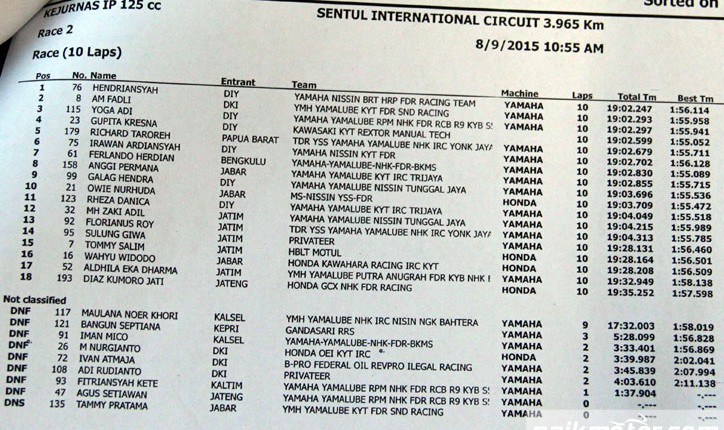 Sorted on
KEJURNAS IP 125 cc
SENTUL INTERNATIONAL CIRCUIT 3.965 Km
Race 2
8/9/2015 10:55 AM
Race (10 Laps)
Pos No. Name Entrant Team Machine Laps Total Tm Best Tm
1 76 HENDRIANSYAH DIY YAMAHA NISSIN BRT HRP FDR RACING TEAM YAMAHA 10 19:02.247 1:56.114
2 8 AM FADLI DKI YMH YAMALUBE KYT FDR SND RACING YAMAHA 10 19:02.293 1:55.958
3 115 YOGA ADI DIY YAMAHA YAMALUBE RPM NHK FDR RCB R9 KYB S: YAMAHA 10 19:02.297 1:55.941
4 23 GUPITA KRESNA DIY KAWASAKI KYT REXTOR MANUAL TECH 10 19:02.599 1:55.052
5 179 RICHARD TAROREH PAPUA BARAT TDR YSS YAMAHA YAMALUBE NHK IRC YONK JAYA YAMAHA 10 19:02.679 1:55.711
6 75 IRAWAN ARDIANSYAH DIY YAMAHA NISSIN KYT FDR YAMAHA 10 19:02.702 1:56.128
7 61 FERLANDO HERDIAN BENGKULU YAMAHA-YAMALUBE-NHK-FDR-BKMS YAMAHA 10 19:02.830 1:55.089
8 158 ANGGI PERMANA JABAR YAMAHA YAMALUBE KYT IRC TRIJAYA YAMAHA 10 19:02.855 1:55.715
9 99 GALAG HENDRA DIY YAMAHA YAMALUBE NISSIN TUNGGAL JAYA YAMAHA 10 19:03.696 1:55.536
10 21 OWIE NURHUDA JABAR MS-NISSIN YSS-FDR HONDA 10 19:03.709 1:55.472
11 123 RHEZA DANICA DIY YAMAHA YAMALUBE KYT IRC TRIJAYA YAMAHA 10 19:04.049 1:55.518
12 32 MH ZAKI ADIL JATIM YAMAHA YAMALUBE NISSIN TUNGGAL JAYA YAMAHA 10 19:04.215 1:55.989
13 92 FLORIANUS ROY JATIM TDR YSS YAMAHA YAMALUBE NHK IRC YONK JAYA YAMAHA 10 19:04.313 1:55.785
14 95 SULUNG GIWA JATIM PRIVATEER YAMAHA 10 19:28.131 1:56.460
15 7 TOMMY SALIM JATIM HBLT MOTUL HONDA 10 19:28.164 1:56.501
16 16 WAHYU WIDODO JABAR HONDA KAWAHARA RACING IRC KYT HONDA 10 19:28.208 1:56.509
17 52 ALDHILA EKA DHARMA JATIM YMH YAMALUBE PUTRA ANUGRAH FDR KYB NHK YAMAHA 10 19:32.949 1:58.138
18 193 DIAZ KUMORO JATI JATENG HONDA GCX NHK FDR RACING HONDA 10 19:35.252 1:57.598
Not classified
DNF 117 MAULANA NOER KHORI KALSEL YMH YAMALUBE NHK IRC NISIN NGK BAHTERA YAMAHA 9 17:32.003 1:58.019
DNF 121 BANGUN SEPTIANA KEPRI GANDASARI RRS YAMAHA 3 5:28.099 1:56.828
DNF 91 IMAN MICO KALSEL YAMAHA-YAMALUBE-NHK-FDR-BKMS YAMAHA 2 3:33.401 1:56.869
DNF 26 M NURGIANTO DKI HONDA OEI KYT IRC HONDA 2 3:39.987 2:02.041
DNF 72 IVAN ATMAJA DKI B-PRO FEDERAL OIL REVPRO ILEGAL RACING YAMAHA 2 3:45.839 2:07.994
DNF 108 ADI RUDIANTO DKI PRIVATEER YAMAHA 2 4:03.610 2:11.138
DNF 93 FITRIANSYAH KETE KALTIM YAMAHA YAMALUBE RPM NHK FDR RCB R9 KYB S: YAMAHA 1 1:37.904 -.---
DNF 47 AGUS SETIAWAN JATENG YAMAHA YAMALUBE RPM NHK FDR RCB R9 KYB S: YAMAHA 0 -.--- -.---
DNS 135 TAMMY PRATAMA JABAR YMH YAMALUBE KYT FDR SND RACING YAMAHA 0 -.--- -.---